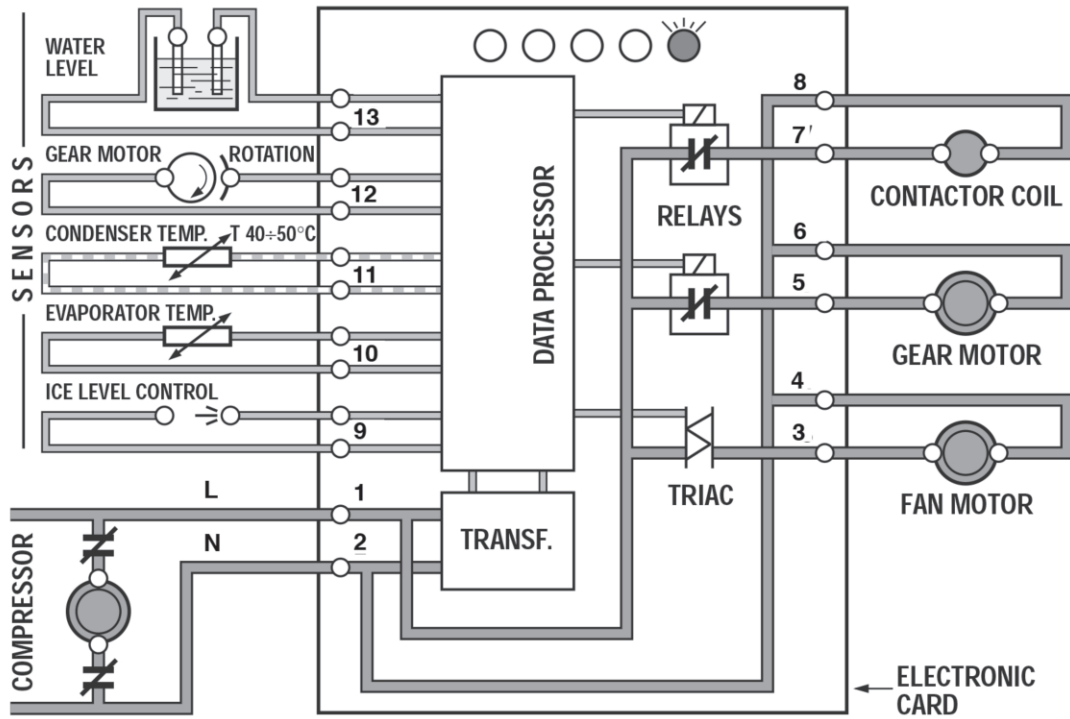 WATER
LEVEL
13
GEAR MOTOR ROTATION
12
CONDENSER TEMP. T 40÷50°C
11
EVAPORATOR TEMP.
10
ICE LEVEL CONTROL
9
SENSORS
L
1
N
2
COMPRESSOR
DATA PROCESSOR
TRANSF.
RELAYS
TRIAC
8
7
CONTACTOR COIL
6
5
GEAR MOTOR
4
3
FAN MOTOR
ELECTRONIC
CARD